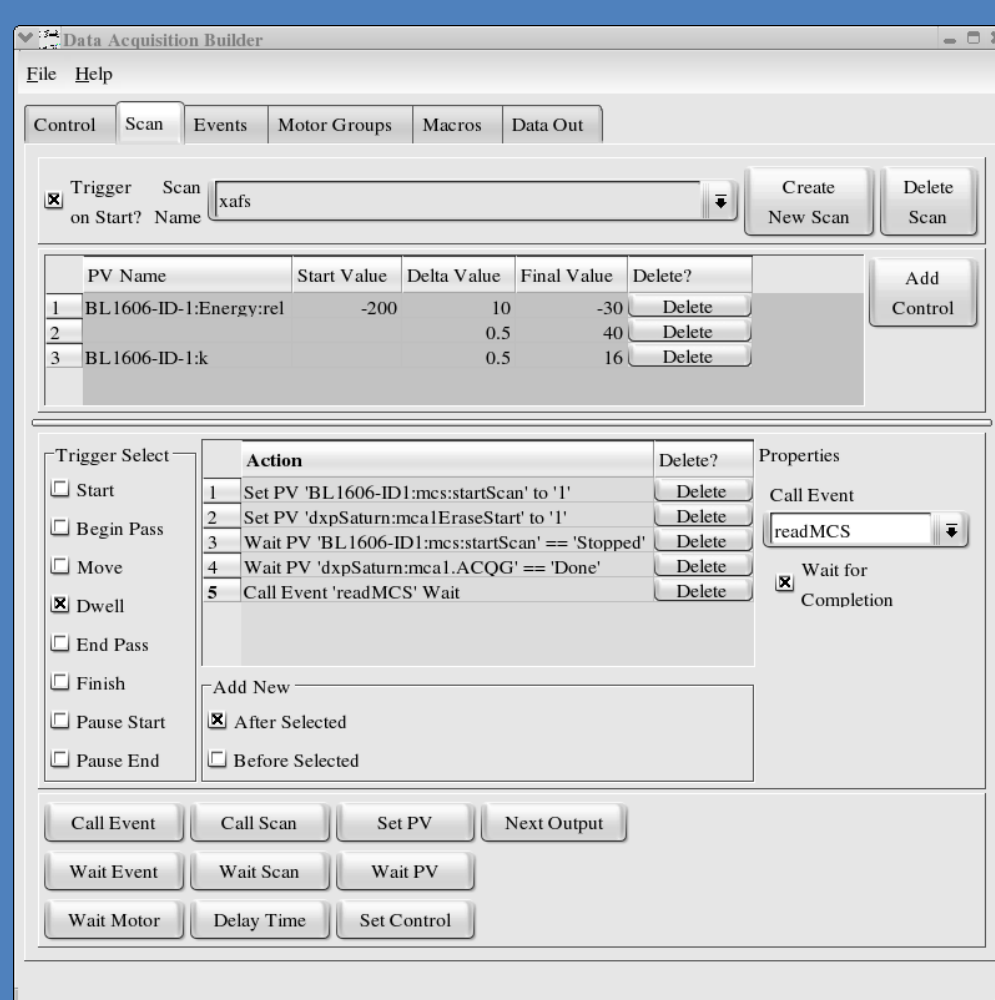 Data Acquisition Builder
File Help
Control Scan Events Motor Groups Macros Data Out
Trigger on Start?
Scan Name
xafs
Create New Scan
Delete Scan
PV Name Start Value Delta Value Final Value Delete?
1 BL1606-ID-1:Energy:rel -200 10 -30 Delete
2 0.5 40 Delete
3 BL1606-ID-1:k 0.5 16 Delete
Add Control
Trigger Select
Start
Begin Pass
Move
Dwell
End Pass
Finish
Pause Start
Pause End
Action Delete?
1 Set PV 'BL1606-ID1:mcs:startScan' to '1' Delete
2 Set PV 'dxpSaturn:mca1EraseStart' to '1' Delete
3 Wait PV 'BL1606-ID1:mcs:startScan' == 'Stopped' Delete
4 Wait PV 'dxpSaturn:mca1.ACQG' == 'Done' Delete
5 Call Event 'readMCS' Wait Delete
Add New
After Selected
Before Selected
Properties
Call Event
readMCS
Wait for
Completion
Call Event Call Scan Set PV Next Output
Wait Event Wait Scan Wait PV
Wait Motor Delay Time Set Control